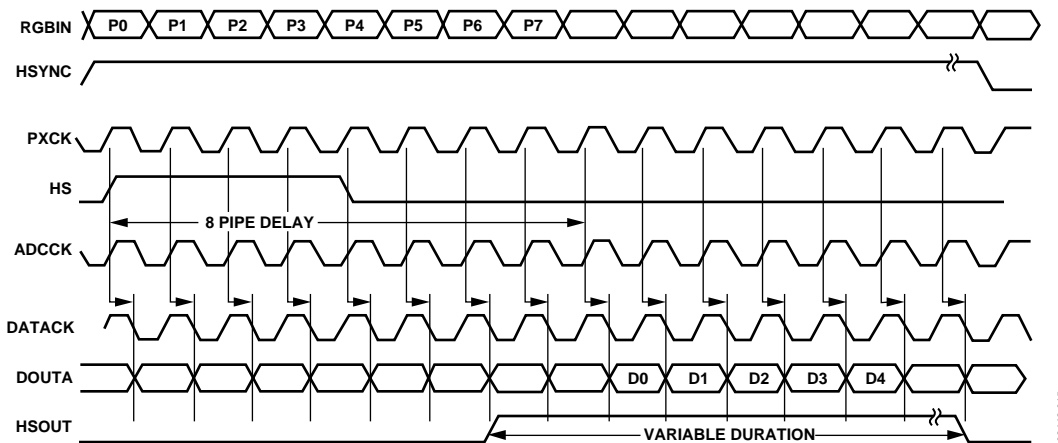 RGBIN P0 P1 P2 P3 P4 P5 P6 P7
HSYNC
PXCK
HS
8 PIPE DELAY
ADCCK
DATACK
DOUTA D0 D1 D2 D3 D4
HSOUT
VARIABLE DURATION